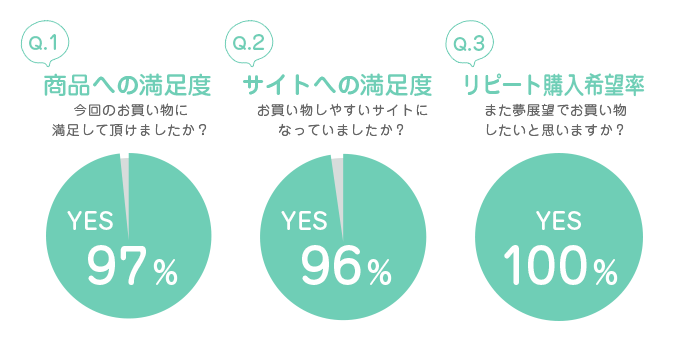 Q.1
商品への満足度
今回のお買い物に
満足して頂けましたか？
YES
97%
Q.2
サイトへの満足度
お買い物しやすいサイトに
なっていましたか？
YES
96%
Q.3
リピート購入希望率
また夢展望でお買い物
したいと思いますか？
YES
100%